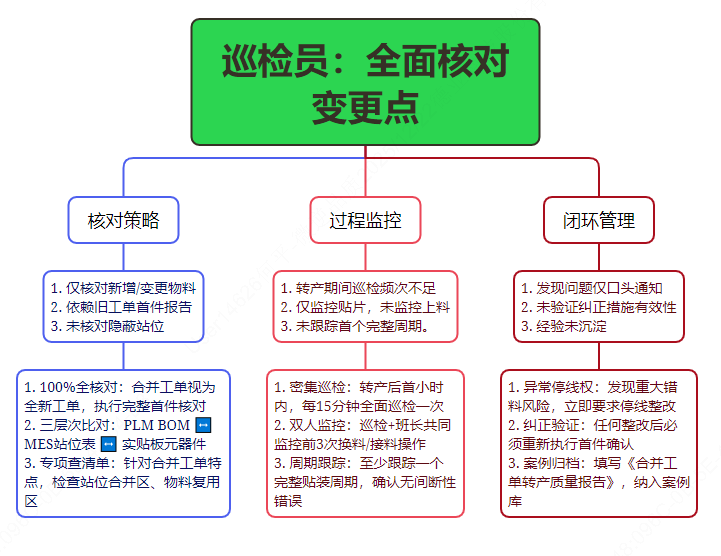 巡检员：全面核对
变更点
核对策略
过程监控
闭环管理
1. 仅核对新增/变更物料
2. 依赖旧工单首件报告
3. 未核对隐蔽站位
1. 转产期间巡检频次不足
2. 仅监控贴片，未监控上料
3. 未跟踪首个完整周期。
1. 发现问题仅口头通知
2. 未验证纠正措施有效性
3. 经验未沉淀
1. 100%全核对：合并工单视为
全新工单，执行完整首件核对
2. 三层次比对：PLM BOM ↔️
MES站位表 ↔️ 实贴板元器件
3. 专项查清单：针对合并工单特
点，检查站位合并区、物料复用
区
1. 密集巡检：转产后首小时
内，每15分钟全面巡检一次
2. 双人监控：巡检+班长共同
监控前3次换料/接料操作
3. 周期跟踪：至少跟踪一个
完整贴装周期，确认无间断性
错误
1. 异常停线权：发现重大错
料风险，立即要求停线整改
2. 纠正验证：任何整改后必
须重新执行首件确认
3. 案例归档：填写《合并工
单转产质量报告》，纳入案例
库